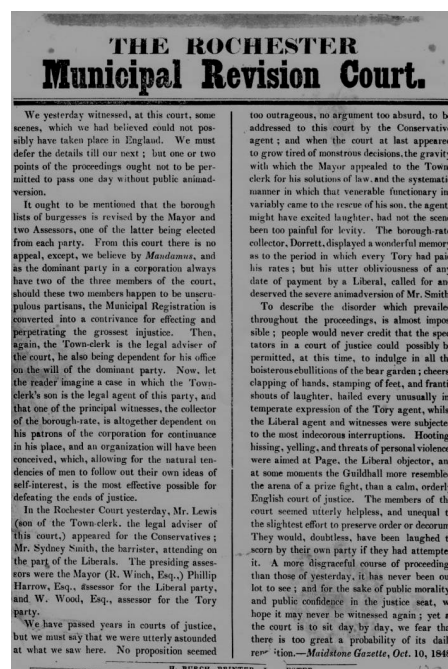 THE ROCHESTER
Municipal Revision Court.
We yesterday witnessed, at this court, some
scenes, which we had believed could not pos-
sibly have taken place in England. We must
defer the details till our next ; but one or two
points of the proceedings ought not to be per-
mitted to pass one day without public animad-
version.
It ought to be mentioned that the borough
lists of burgesses is revised by the Mayor and
two Assessors, one of the latter being elected
from each party. From this court there is no
appeal, except, we believe by Mandamus, and
as the dominant party in a corporation always
have two of the three members of the court,
should these two members happen to be unscru-
pulous partisans, the Municipal Registration is
converted into a contrivance for effecting and
perpetrating the grossest injustice. Then,
again, the Town-clerk is the legal adviser of
the court, he also being dependent for his office
on the will of the dominant party. Now, let
the reader imagine a case in which the Town-
clerk's son is the legal agent of this party, and
that one of the principal witnesses, the collector
of the borough-rate, is altogether dependent on
his patrons of the corporation for continuance
in his place, and an organization will have been
conceived, which, allowing for the natural ten-
dencies of men to follow out their own ideas of
self-interest, is the most effective possible for
defeating the ends of justice.
In the Rochester Court yesterday, Mr. Lewis
(son of the Town-clerk, the legal adviser of
this court,) appeared for the Conservatives ;
Mr. Sydney Smith, the barrister, attending on
the part of the Liberals. The presiding asses-
sors were the Mayor (R. Winch, Esq.,) Phillip
Harrow, Esq., assessor for the Liberal party,
and W. Wood, Esq., assessor for the Tory
party.
We have passed years in courts of justice,
but we must say that we were utterly astounded
at what we saw here. No proposition seemed
too outrageous, no argument too absurd, to b
addressed to this court by the Conservativ
agent ; and when the court at last appeare
to grow tired of monstrous decisions, the gravit
with which the Mayor appealed to the Town
clerk for his solutions of law, and the systemati
manner in which that venerable functionary in
variably came to the rescue of his son, the agent
might have excited laughter, had not the scen
been too painful for levity. The borough-rate
collector, Dorrett, displayed a wonderful memor
as to the period in which every Tory had pai
his rates ; but his utter obliviousness of an
date of payment by a Liberal, called for an
deserved the severe animadversion of Mr. Smith
To describe the disorder which prevaile
throughout the proceedings, is almost impos
sible ; people would never credit that the spec
tators in a court of justice could possibly b
permitted, at this time, to indulge in all th
boisterous ebullitions of the bear garden ; cheers
clapping of hands, stamping of feet, and franti
shouts of laughter, hailed every unusually in
temperate expression of the Tory agent, while
the Liberal agent and witnesses were subjecte
to the most indecorous interruptions. Hooting
hissing, yelling, and threats of personal violence
were aimed at Page, the Liberal objector, an
at some moments the Guildhall more resemble
the arena of a prize fight, than a calm, orderl
English court of justice. The members of th
court seemed utterly helpless, and unequal t
the slightest effort to preserve order or decorum
They would, doubtless, have been laughed t
scorn by their own party if they had attempte
it. A more disgraceful course of proceeding
than those of yesterday, it has never been ou
lot to see ; and for the sake of public morality
and public confidence in the justice seat, w
hope it may never be witnessed again ; yet a
the court is to sit day by day, we fear tha
there is too great a probability of its dail
repetition.—Maidstone Gazette, Oct. 10, 184